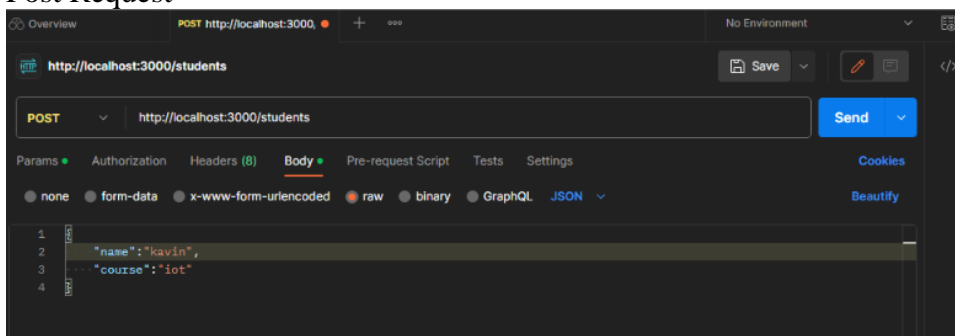 Post Request
Overview POST http://localhost:3000, No Environment
HTTP http://localhost:3000/students Save
POST http://localhost:3000/students Send
Params Authorization Headers (8) Body Pre-request Script Tests Settings Cookies
none form-data x-www-form-urlencoded raw binary GraphQL JSON Beautify
1 {
2 "name":"kavin",
3 "course":"iot"
4 }